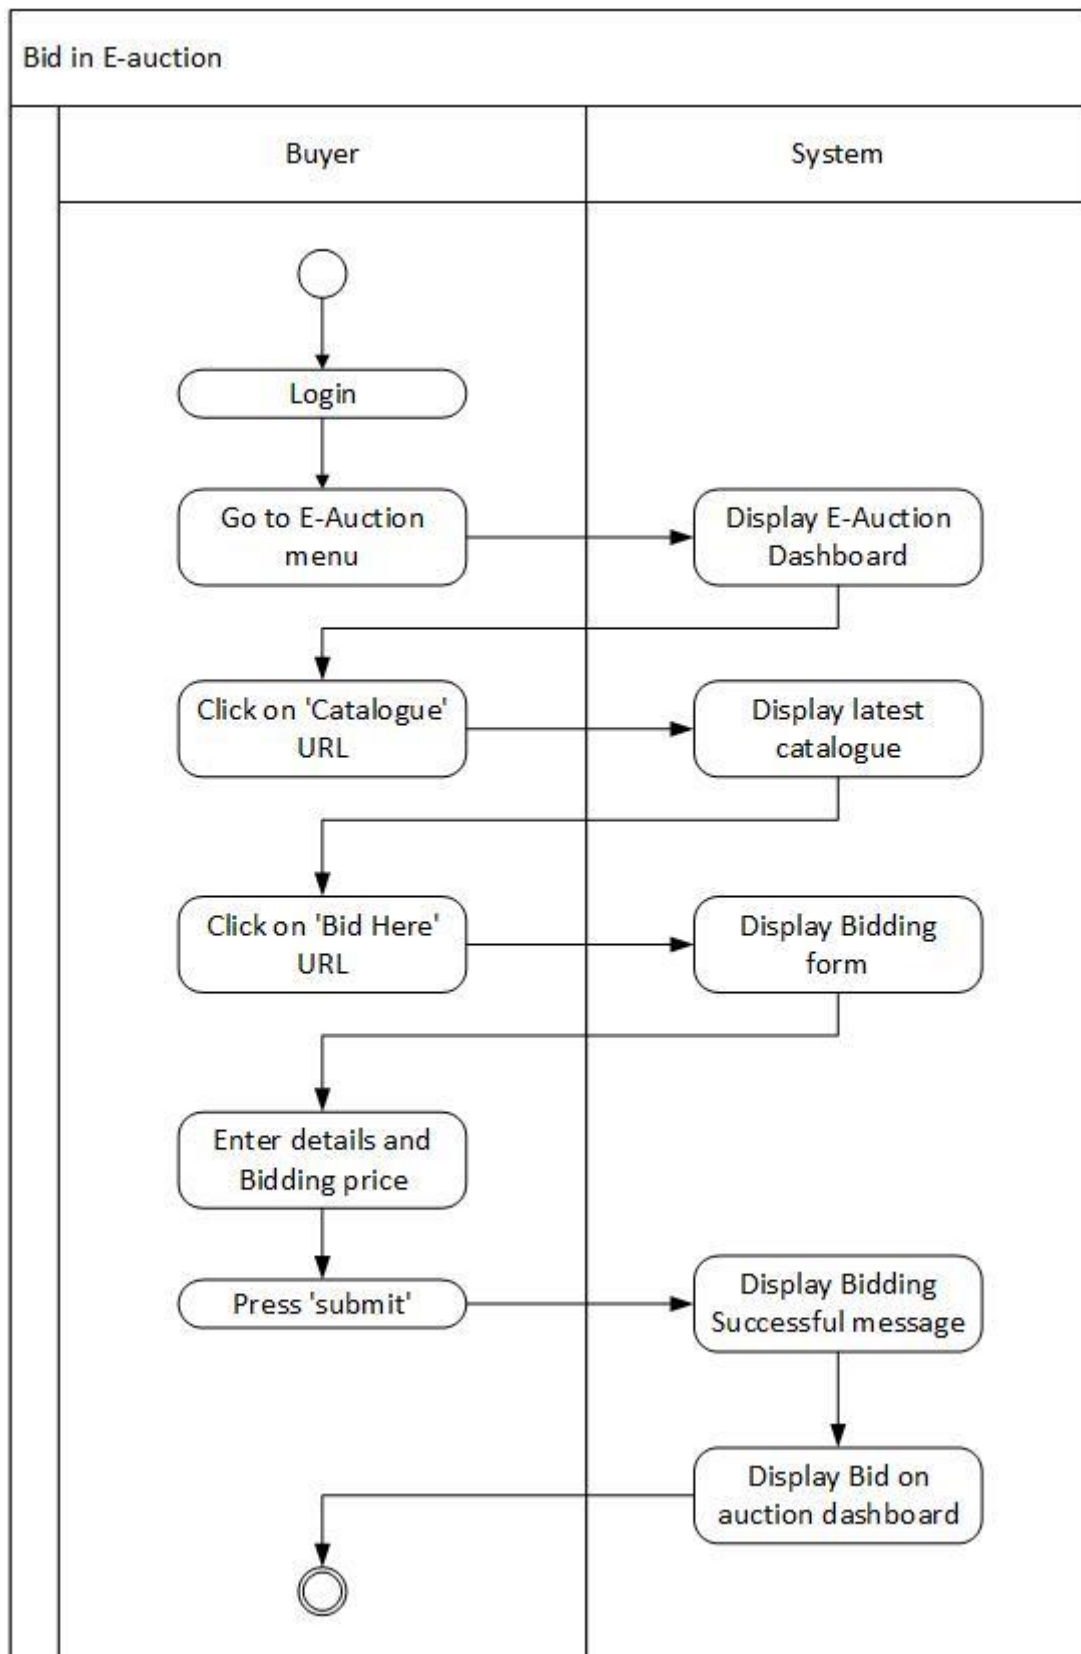 Bid in E-auction
Buyer
System
Login
Go to E-Auction
menu
Display E-Auction
Dashboard
Click on 'Catalogue'
URL
Display latest
catalogue
Click on 'Bid Here'
URL
Display Bidding
form
Enter details and
Bidding price
Press 'submit'
Display Bidding
Successful message
Display Bid on
auction dashboard